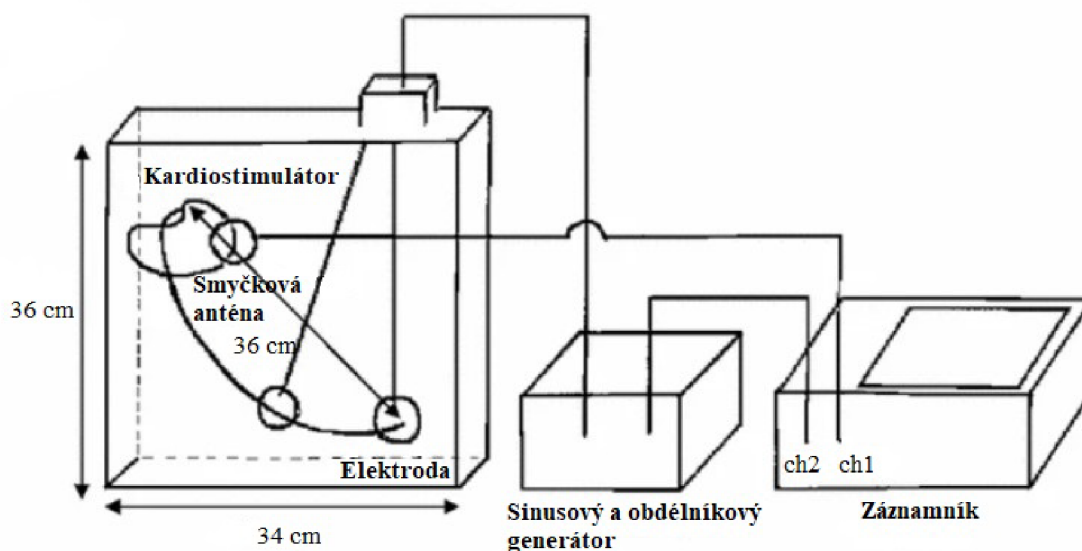 Kardiostimulátor
Smyčková
anténa
36 cm
36 cm
Elektroda
34 cm
ch2
ch1
Sinusový a obdélníkový
generátor
Záznamník